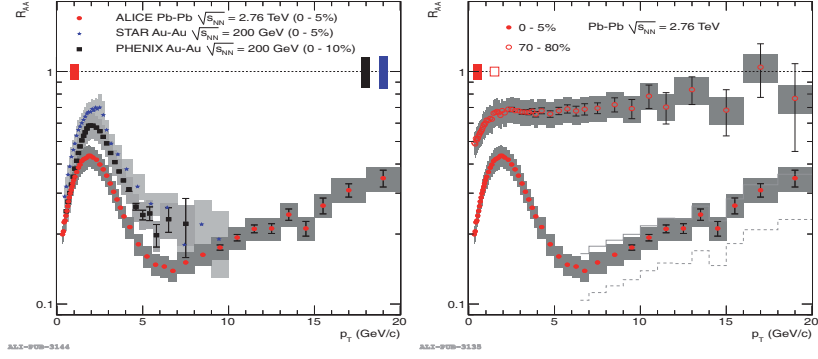 R_AA
ALICE Pb-Pb √s_NN = 2.76 TeV (0 - 5%)
STAR Au-Au √s_NN = 200 GeV (0 - 5%)
PHENIX Au-Au √s_NN = 200 GeV (0 - 10%)
1
0.1
0 5 10 15 20
p_T (GeV/c)
ALI-PUB-3144
R_AA
0 - 5% Pb-Pb √s_NN = 2.76 TeV
70 - 80%
1
0.1
0 5 10 15 20
p_T (GeV/c)
ALI-PUB-3135